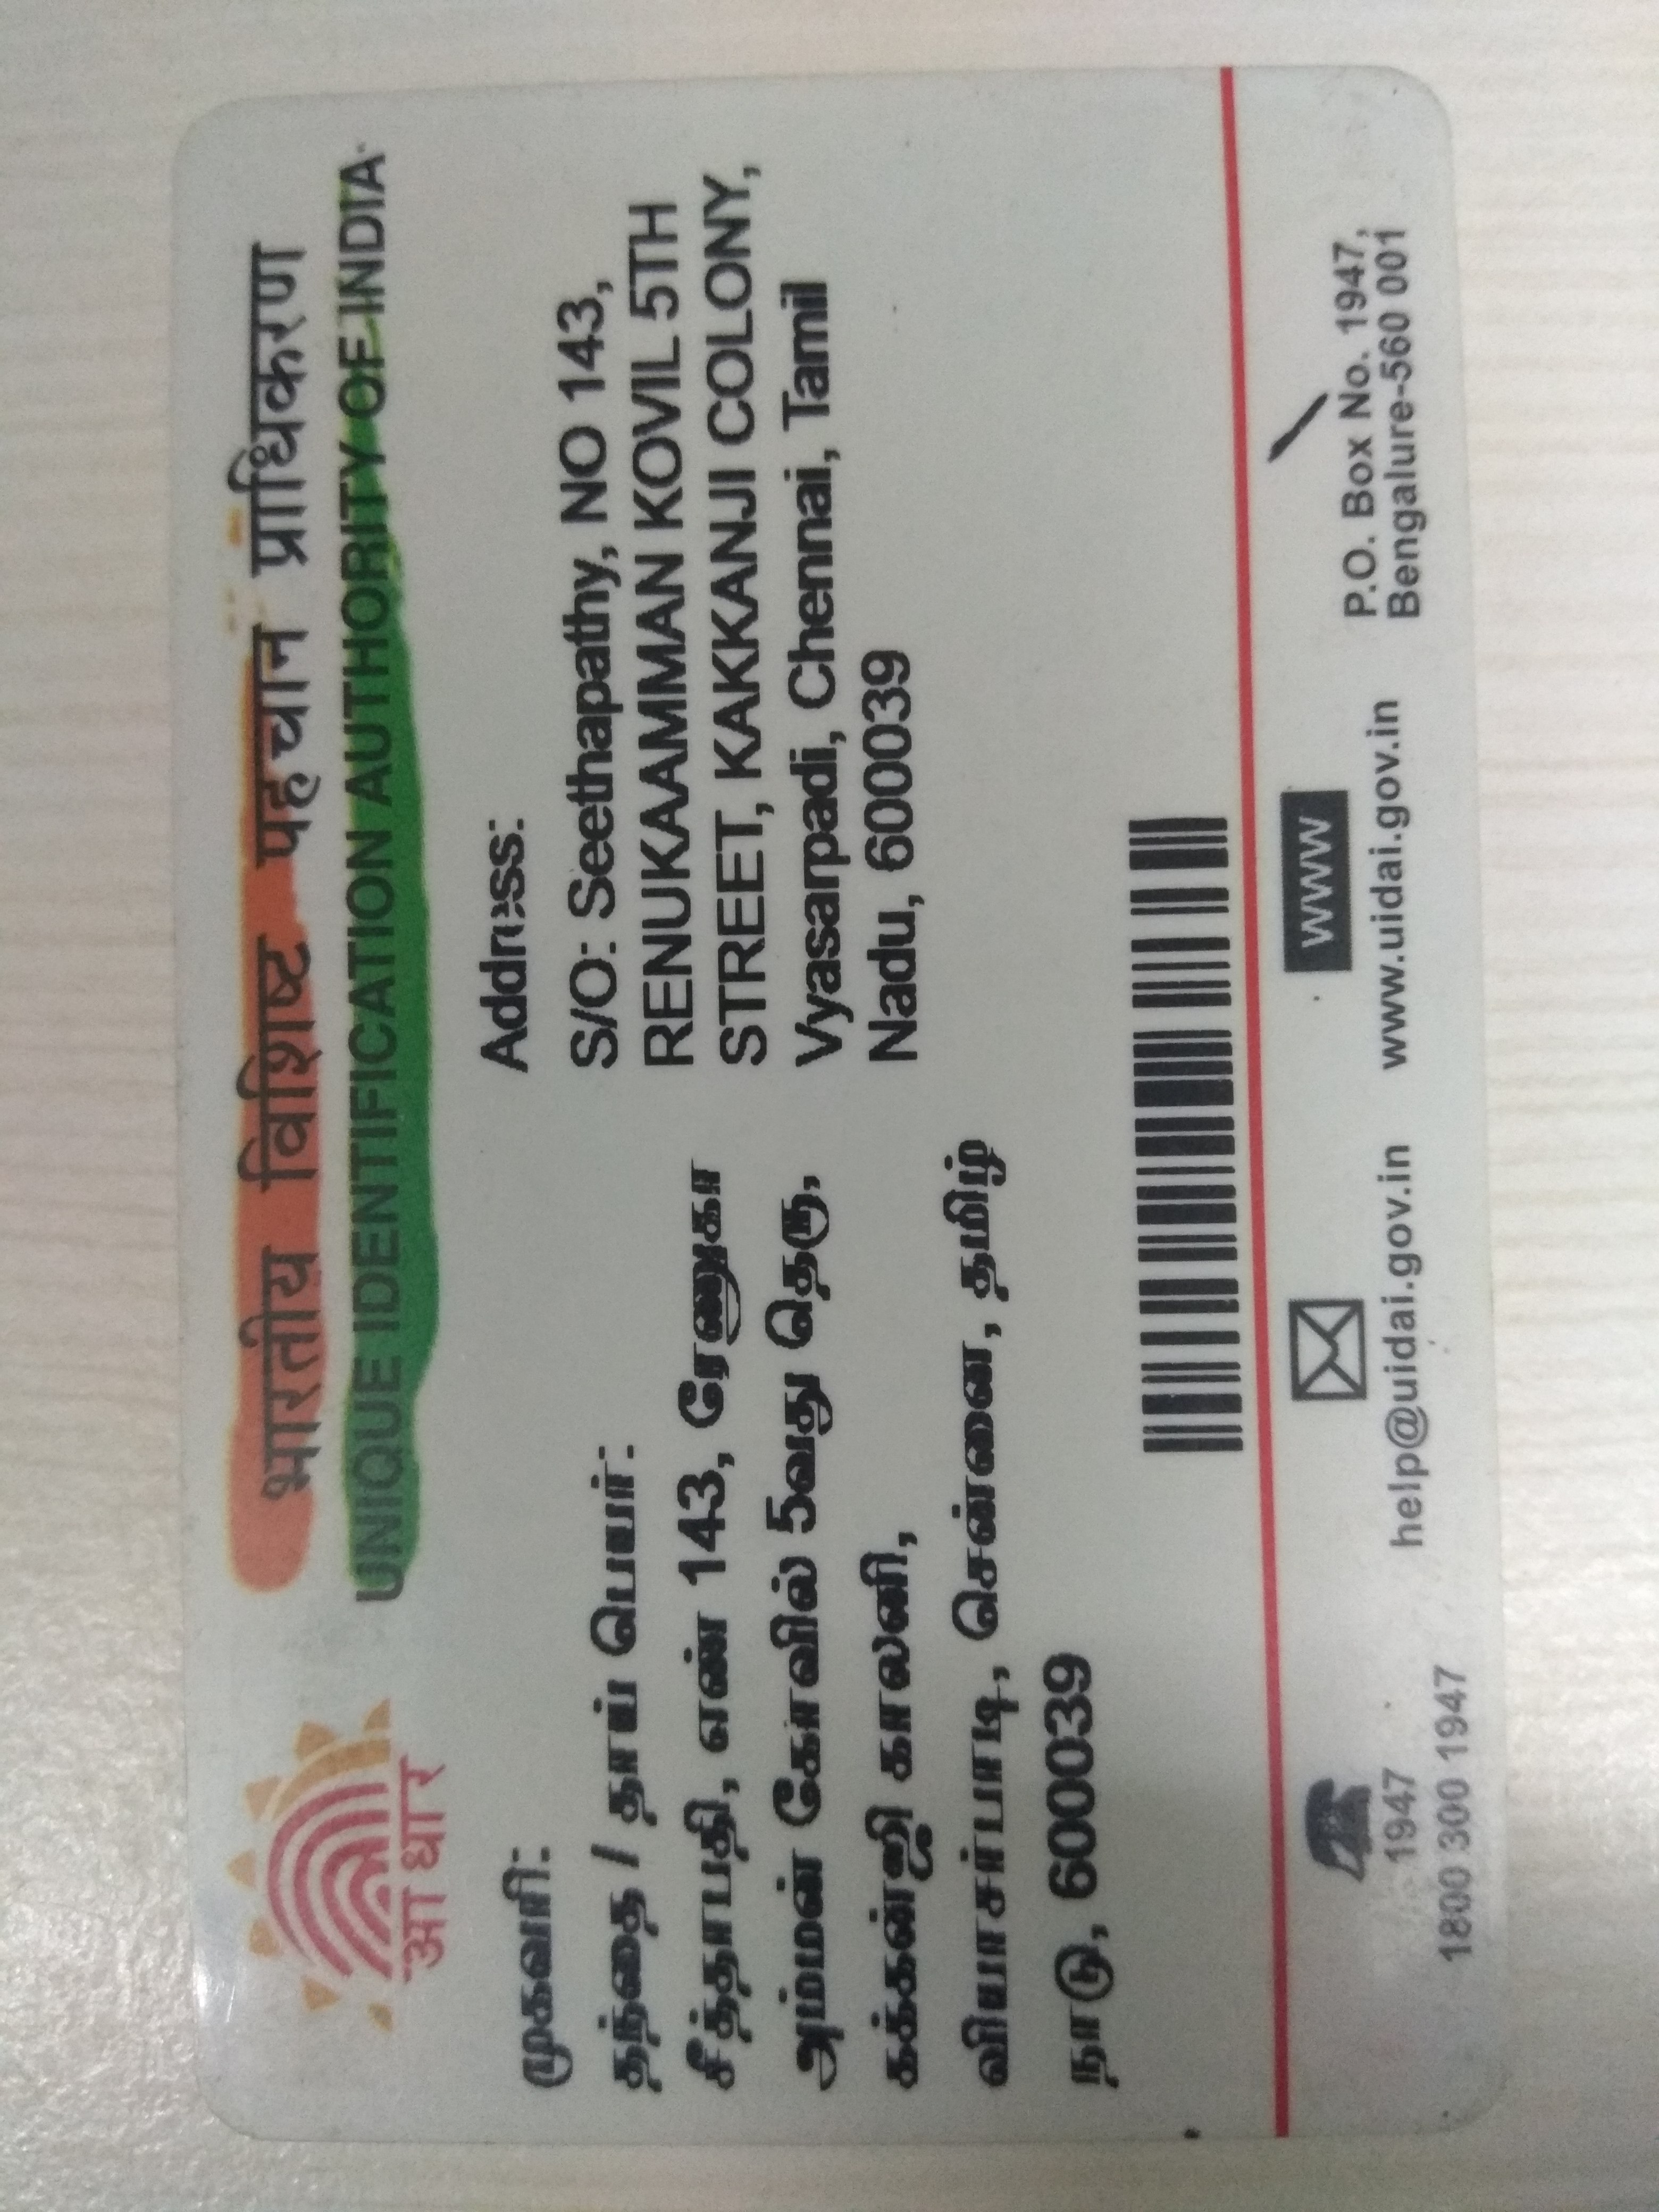 भारतीय विशिष्ट पहचान प्राधिकरण
UNIQUE IDENTIFICATION AUTHORITY OF INDIA
आधार
முகவரி:
தந்தை / தாய் பெயர்:
சீத்தாபதி, எண் 143, ரேணுகா
அம்மன் கோவில் 5வது தெரு,
கக்கன்ஜி காலனி,
வியாசர்பாடி, சென்னை, தமிழ்
நாடு, 600039
Address:
S/O: Seethapathy, NO 143,
RENUKAAMMAN KOVIL 5TH
STREET, KAKKANJI COLONY,
Vyasarpadi, Chennai, Tamil
Nadu, 600039
1947
1800 300 1947
help@uidai.gov.in
WWW
www.uidai.gov.in
P.O. Box No. 1947,
Bengalure-560 001